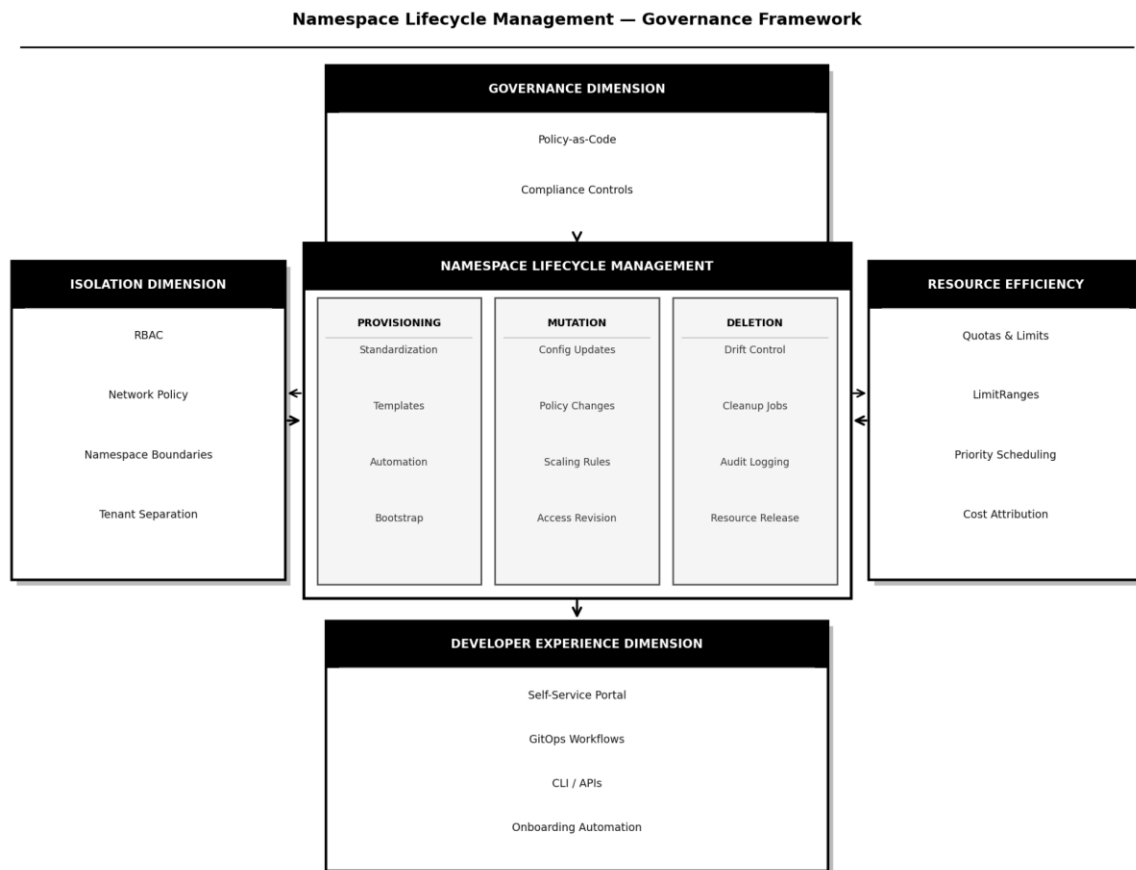 Namespace Lifecycle Management — Governance Framework
GOVERNANCE DIMENSION
Policy-as-Code
Compliance Controls
ISOLATION DIMENSION
RBAC
Network Policy
Namespace Boundaries
Tenant Separation
NAMESPACE LIFECYCLE MANAGEMENT
PROVISIONING
Standardization
Templates
Automation
Bootstrap
MUTATION
Config Updates
Policy Changes
Scaling Rules
Access Revision
DELETION
Drift Control
Cleanup Jobs
Audit Logging
Resource Release
RESOURCE EFFICIENCY
Quotas & Limits
LimitRanges
Priority Scheduling
Cost Attribution
DEVELOPER EXPERIENCE DIMENSION
Self-Service Portal
GitOps Workflows
CLI / APIs
Onboarding Automation